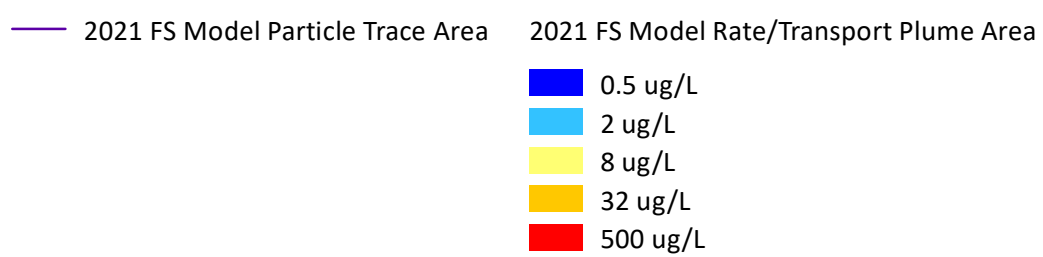 2021 FS Model Particle Trace Area
2021 FS Model Rate/Transport Plume Area
0.5 ug/L
2 ug/L
8 ug/L
32 ug/L
500 ug/L